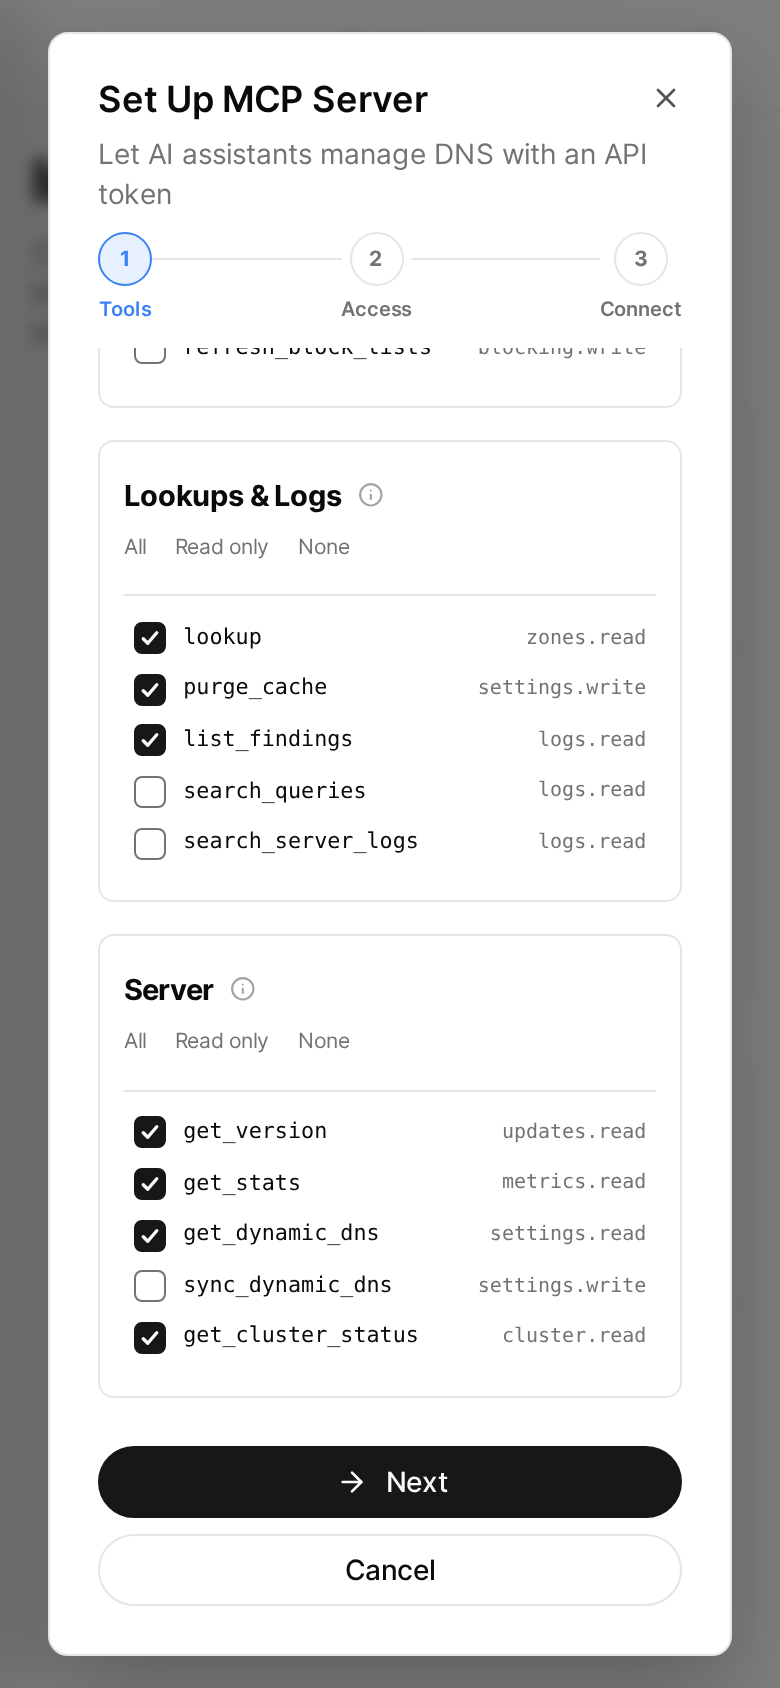 Set Up MCP Server
Let AI assistants manage DNS with an API
token
1 2 3
Tools Access Connect
refresh_block_lists blocking.write
Lookups & Logs
All Read only None
lookup zones.read
purge_cache settings.write
list_findings logs.read
search_queries logs.read
search_server_logs logs.read
Server
All Read only None
get_version updates.read
get_stats metrics.read
get_dynamic_dns settings.read
sync_dynamic_dns settings.write
get_cluster_status cluster.read
Next
Cancel